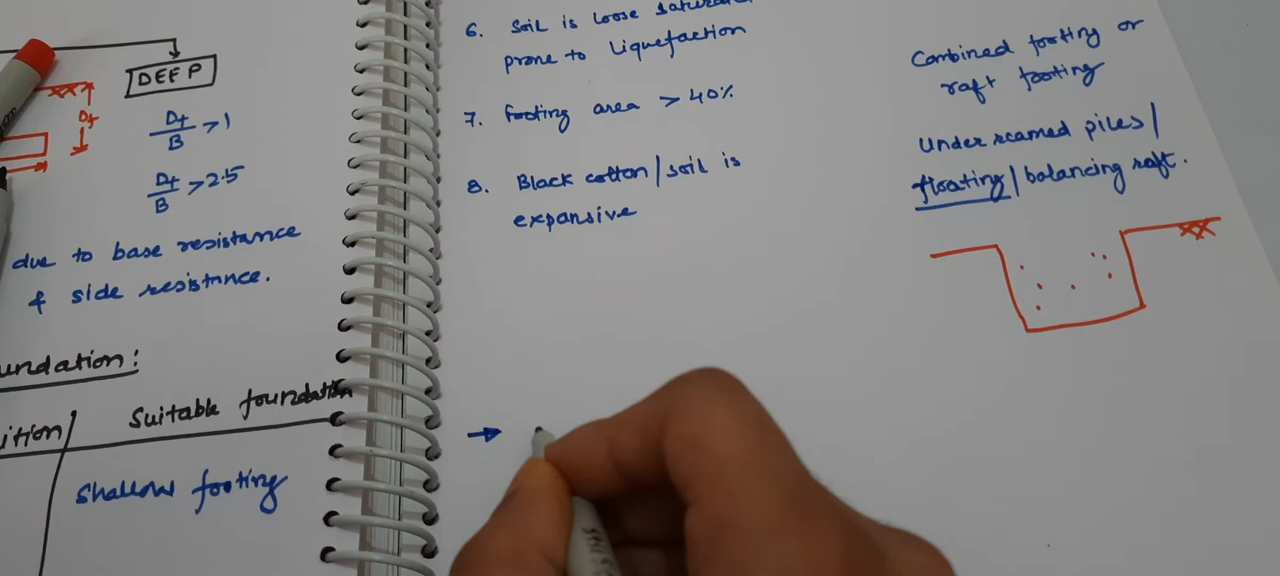 DEEP
Df
Df/B > 1
Df/B > 2.5
due to base resistance
& side resistance.
undation:
ition/ Suitable foundation
Shallow footing
6. Soil is loose
prone to liquefaction
7. footing area > 40%
8. Black cotton/soil is
expansive
→
Combined footing or
raft footing
Under reamed piles/
floating/balancing raft.